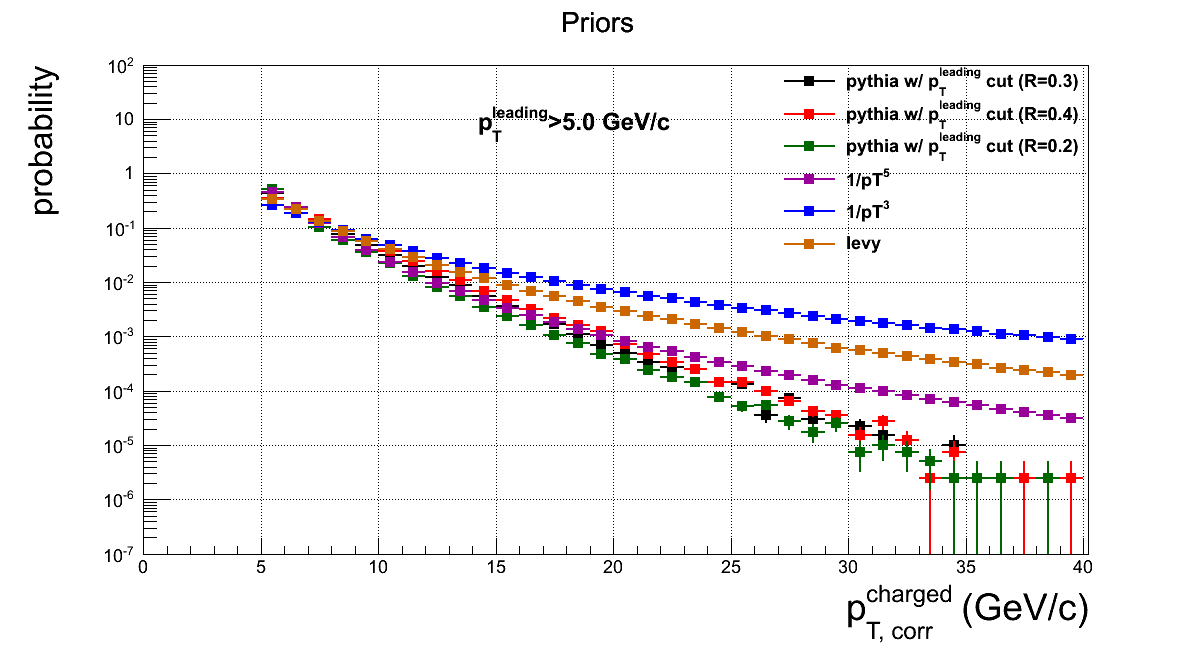 Priors
probability
10^2
10
1
10^-1
10^-2
10^-3
10^-4
10^-5
10^-6
10^-7
p_T^leading>5.0 GeV/c
pythia w/ p_T^leading cut (R=0.3)
pythia w/ p_T^leading cut (R=0.4)
pythia w/ p_T^leading cut (R=0.2)
1/pT^5
1/pT^3
levy
0 5 10 15 20 25 30 35 40
p_T, corr^charged (GeV/c)